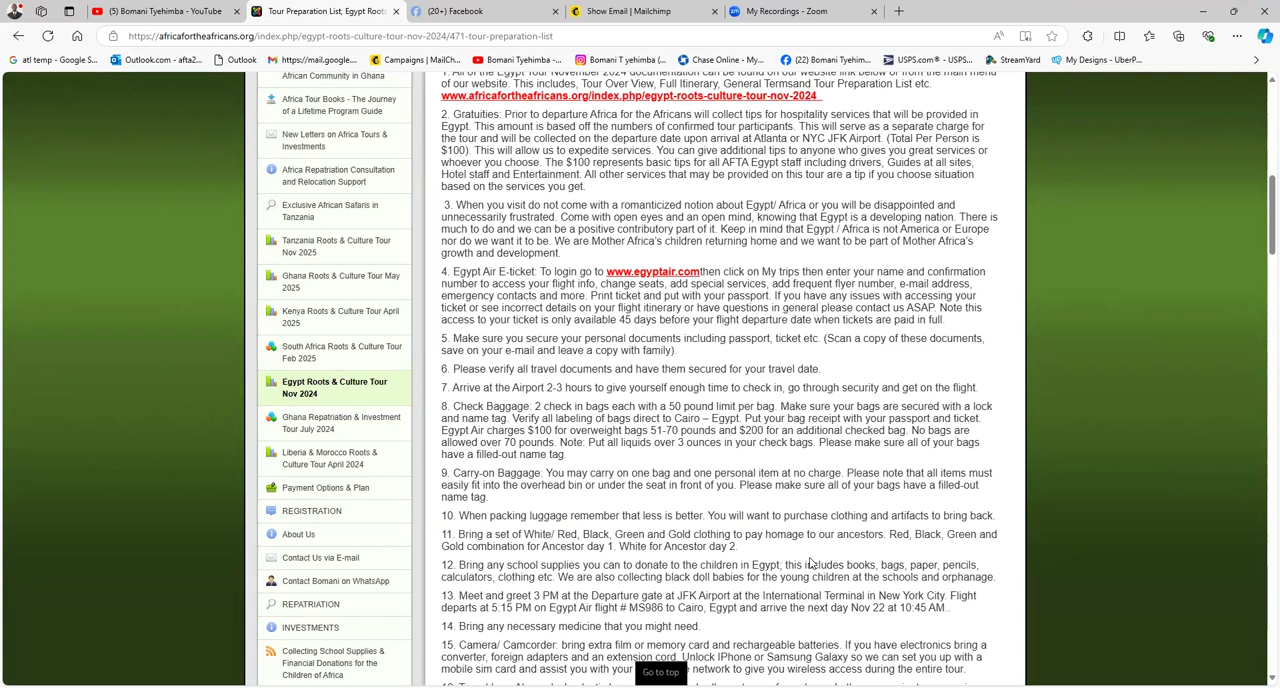 (5) Bomani Tyehimba - YouTube
Tour Preparation List, Egypt Roots
(20+) Facebook
Show Email | Mailchimp
My Recordings - Zoom
https://africafortheafricans.org/index.php/egypt-roots-culture-tour-nov-2024/471-tour-preparation-list
atl temp - Google S...
Outlook.com - afta2...
Outlook
https://mail.google....
Campaigns | MailCh...
Bomani Tyehimba -...
Bomani T yehimba (...
Chase Online - My...
(22) Bomani Tyehim...
USPS.com® - USPS...
StreamYard
My Designs - UberP...
African Community in Ghana
Africa Tour Books - The Journey
of a Lifetime Program Guide
New Letters on Africa Tours &
Investments
Africa Repatriation Consultation
and Relocation Support
Exclusive African Safaris in
Tanzania
Tanzania Roots & Culture Tour
Nov 2025
Ghana Roots & Culture Tour May
2025
Kenya Roots & Culture Tour April
2025
South Africa Roots & Culture Tour
Feb 2025
Egypt Roots & Culture Tour
Nov 2024
Ghana Repatriation & Investment
Tour July 2024
Liberia & Morocco Roots &
Culture Tour April 2024
Payment Options & Plan
REGISTRATION
About Us
Contact Us via E-mail
Contact Bomani on WhatsApp
REPATRIATION
INVESTMENTS
Collecting School Supplies &
Financial Donations for the
Children of Africa
1. All of the Egypt Tour November 2024 documentation can be found on our website link below or from the main menu
of our website. This includes, Tour Over View, Full Itinerary, General Termsand Tour Preparation List etc.
www.africafortheafricans.org/index.php/egypt-roots-culture-tour-nov-2024
2. Gratuities: Prior to departure Africa for the Africans will collect tips for hospitality services that will be provided in
Egypt. This amount is based off the numbers of confirmed tour participants. This will serve as a separate charge for
the tour and will be collected on the departure date upon arrival at Atlanta or NYC JFK Airport. (Total Per Person is
$100). This will allow us to expedite services. You can give additional tips to anyone who gives you great services or
whoever you choose. The $100 represents basic tips for all AFTA Egypt staff including drivers, Guides at all sites,
Hotel staff and Entertainment. All other services that may be provided on this tour are a tip if you choose situation
based on the services you get.
3. When you visit do not come with a romanticized notion about Egypt/ Africa or you will be disappointed and
unnecessarily frustrated. Come with open eyes and an open mind, knowing that Egypt is a developing nation. There is
much to do and we can be a positive contributory part of it. Keep in mind that Egypt / Africa is not America or Europe
nor do we want it to be. We are Mother Africa's children returning home and we want to be part of Mother Africa's
growth and development.
4. Egypt Air E-ticket: To login go to www.egyptair.comthen click on My trips then enter your name and confirmation
number to access your flight info, change seats, add special services, add frequent flyer number, e-mail address,
emergency contacts and more. Print ticket and put with your passport. If you have any issues with accessing your
ticket or see incorrect details on your flight itinerary or have questions in general please contact us ASAP. Note this
access to your ticket is only available 45 days before your flight departure date when tickets are paid in full.
5. Make sure you secure your personal documents including passport, ticket etc. (Scan a copy of these documents,
save on your e-mail and leave a copy with family).
6. Please verify all travel documents and have them secured for your travel date.
7. Arrive at the Airport 2-3 hours to give yourself enough time to check in, go through security and get on the flight.
8. Check Baggage: 2 check in bags each with a 50 pound limit per bag. Make sure your bags are secured with a lock
and name tag. Verify all labeling of bags direct to Cairo – Egypt. Put your bag receipt with your passport and ticket.
Egypt Air charges $100 for overweight bags 51-70 pounds and $200 for an additional checked bag. No bags are
allowed over 70 pounds. Note: Put all liquids over 3 ounces in your check bags. Please make sure all of your bags
have a filled-out name tag.
9. Carry-on Baggage: You may carry on one bag and one personal item at no charge. Please note that all items must
easily fit into the overhead bin or under the seat in front of you. Please make sure all of your bags have a filled-out
name tag.
10. When packing luggage remember that less is better. You will want to purchase clothing and artifacts to bring back.
11. Bring a set of White/ Red, Black, Green and Gold clothing to pay homage to our ancestors. Red, Black, Green and
Gold combination for Ancestor day 1. White for Ancestor day 2.
12. Bring any school supplies you can to donate to the children in Egypt; this includes books, bags, paper, pencils,
calculators, clothing etc. We are also collecting black doll babies for the young children at the schools and orphanage.
13. Meet and greet 3 PM at the Departure gate at JFK Airport at the International Terminal in New York City. Flight
departs at 5:15 PM on Egypt Air flight # MS986 to Cairo, Egypt and arrive the next day Nov 22 at 10:45 AM..
14. Bring any necessary medicine that you might need.
15. Camera/ Camcorder: bring extra film or memory card and rechargeable batteries. If you have electronics bring a
converter, foreign adapters and an extension cord. Unlock IPhone or Samsung Galaxy so we can set you up with a
mobile sim card and assist you with your network to give you wireless access during the entire tour.
Go to top